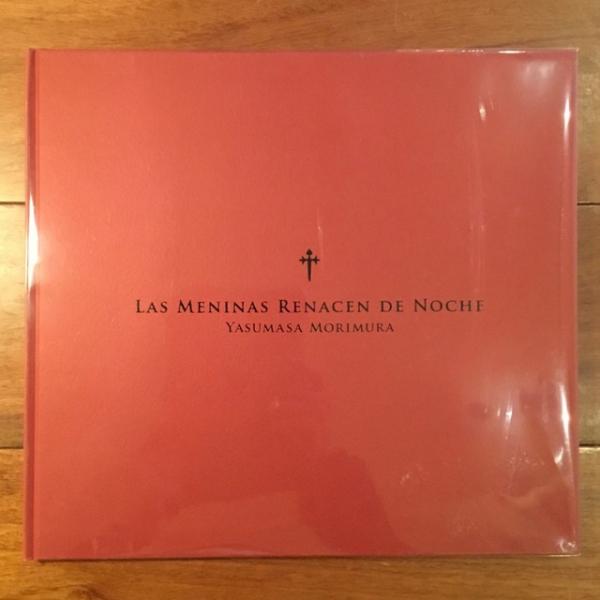 LAS MENINAS RENACEN DE NOCHE
YASUMASA MORIMURA